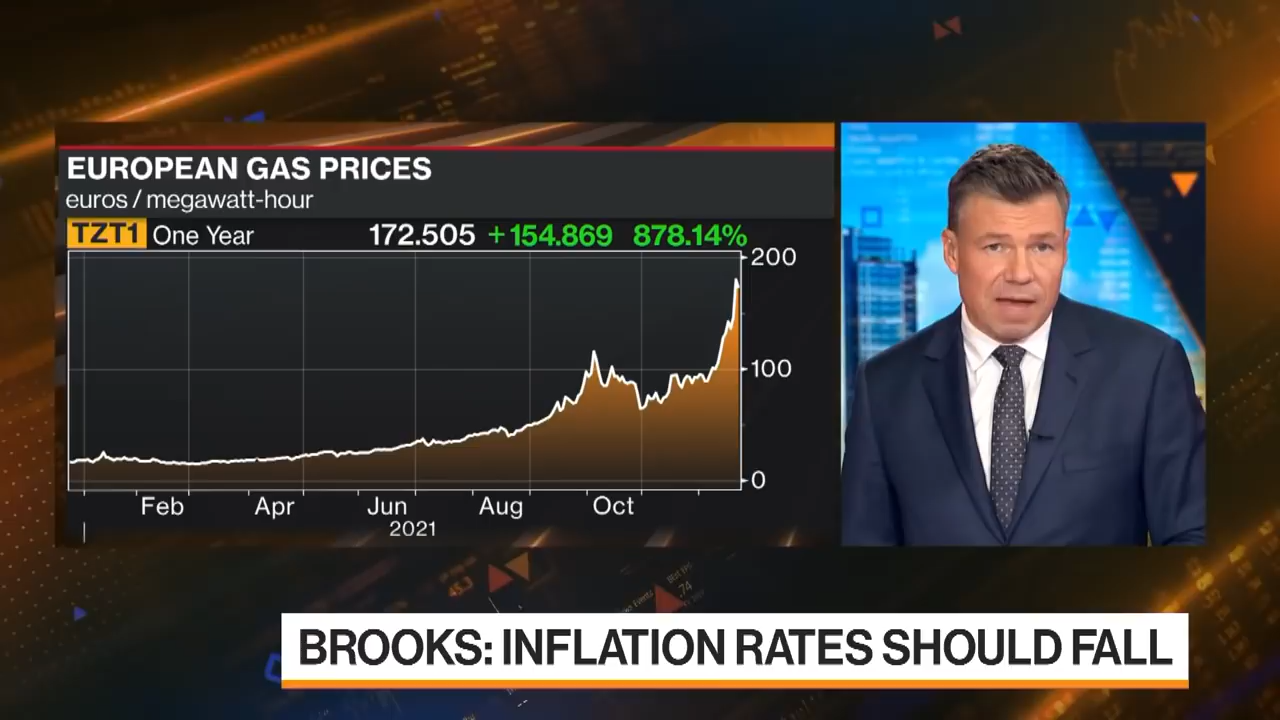 EUROPEAN GAS PRICES
euros / megawatt-hour
TZT1 One Year 172.505 +154.869 878.14%
200
100
0
Feb Apr Jun Aug Oct
2021
BROOKS: INFLATION RATES SHOULD FALL